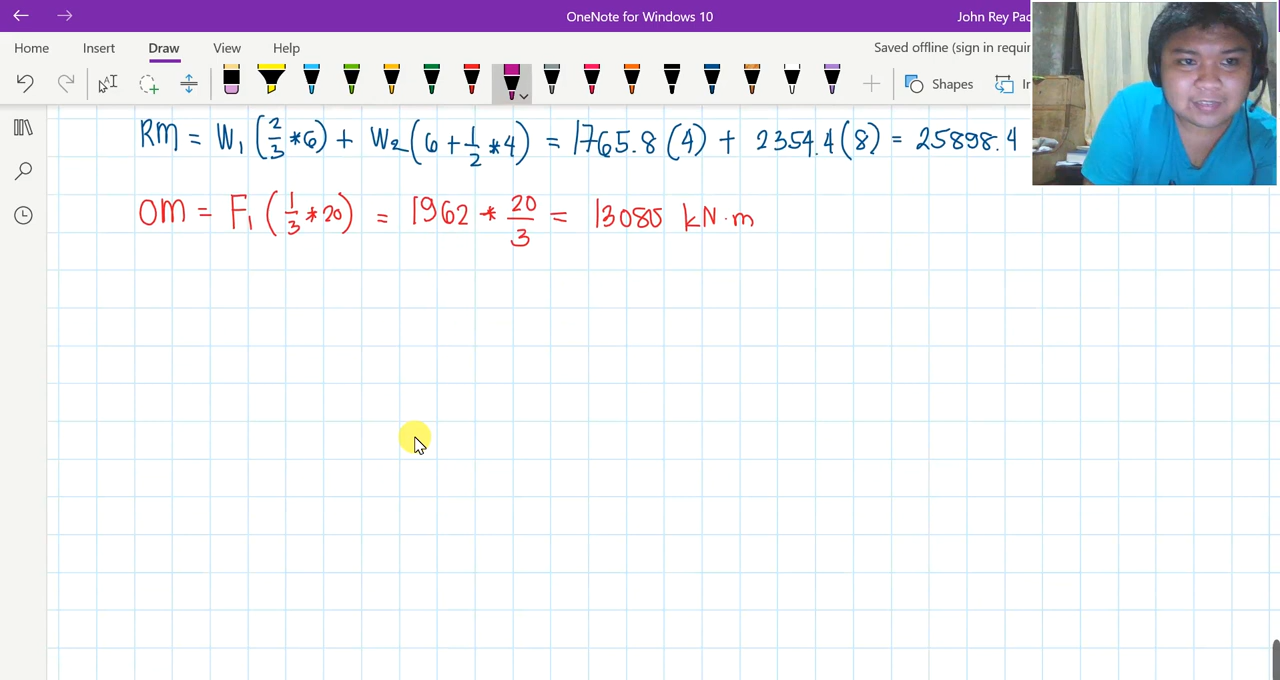 OneNote for Windows 10
John Rey Pac
Home Insert Draw View Help
Saved offline (sign in requir
Shapes
In
RM = W₁(2/3*6) + W₂(6+1/2*4) = 1765.8(4) + 2354.4(8) = 25898.4
OM = F₁(1/3*20) = 1962 * 20/3 = 13080 kN·m